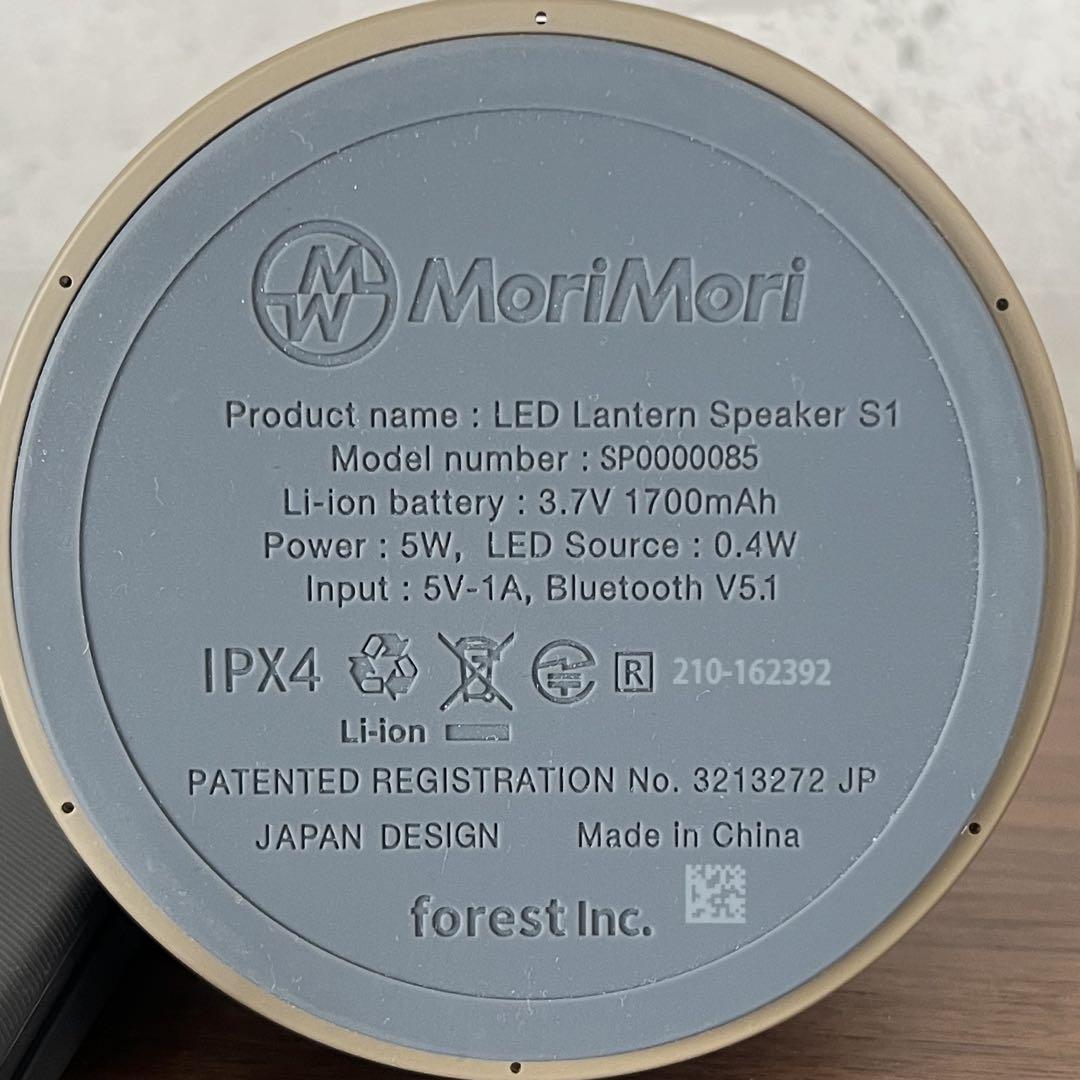 MW MoriMori
Product name : LED Lantern Speaker S1
Model number : SP0000085
Li-ion battery : 3.7V 1700mAh
Power : 5W, LED Source : 0.4W
Input : 5V-1A, Bluetooth V5.1
IPX4 R 210-162392
Li-ion
PATENTED REGISTRATION No. 3213272 JP
JAPAN DESIGN Made in China
forest Inc.